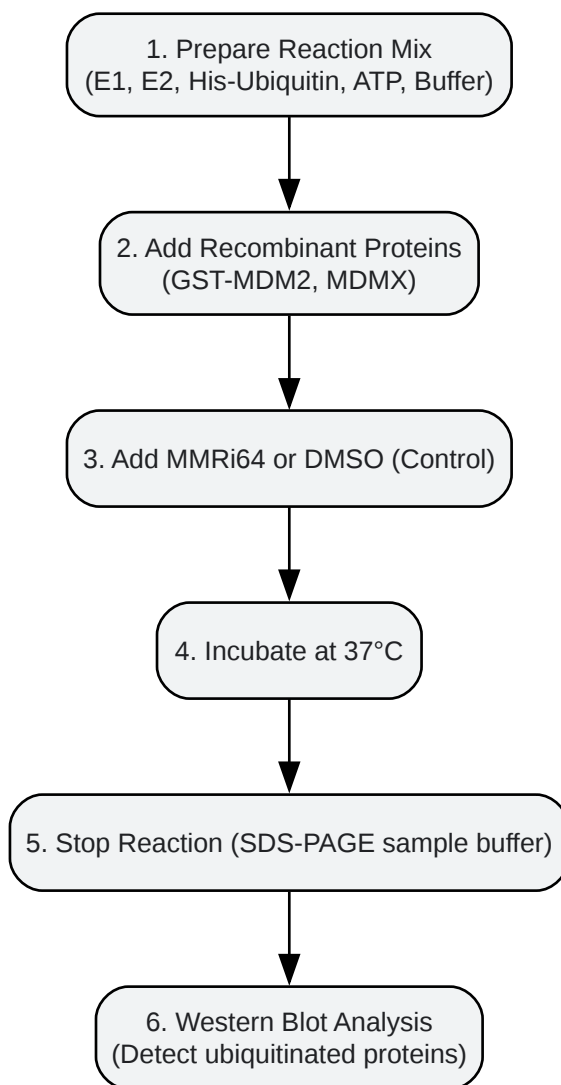 1. Prepare Reaction Mix
(E1, E2, His-Ubiquitin, ATP, Buffer)
2. Add Recombinant Proteins
(GST-MDM2, MDMX)
3. Add MMRi64 or DMSO (Control)
4. Incubate at 37°C
5. Stop Reaction (SDS-PAGE sample buffer)
6. Western Blot Analysis
(Detect ubiquitinated proteins)